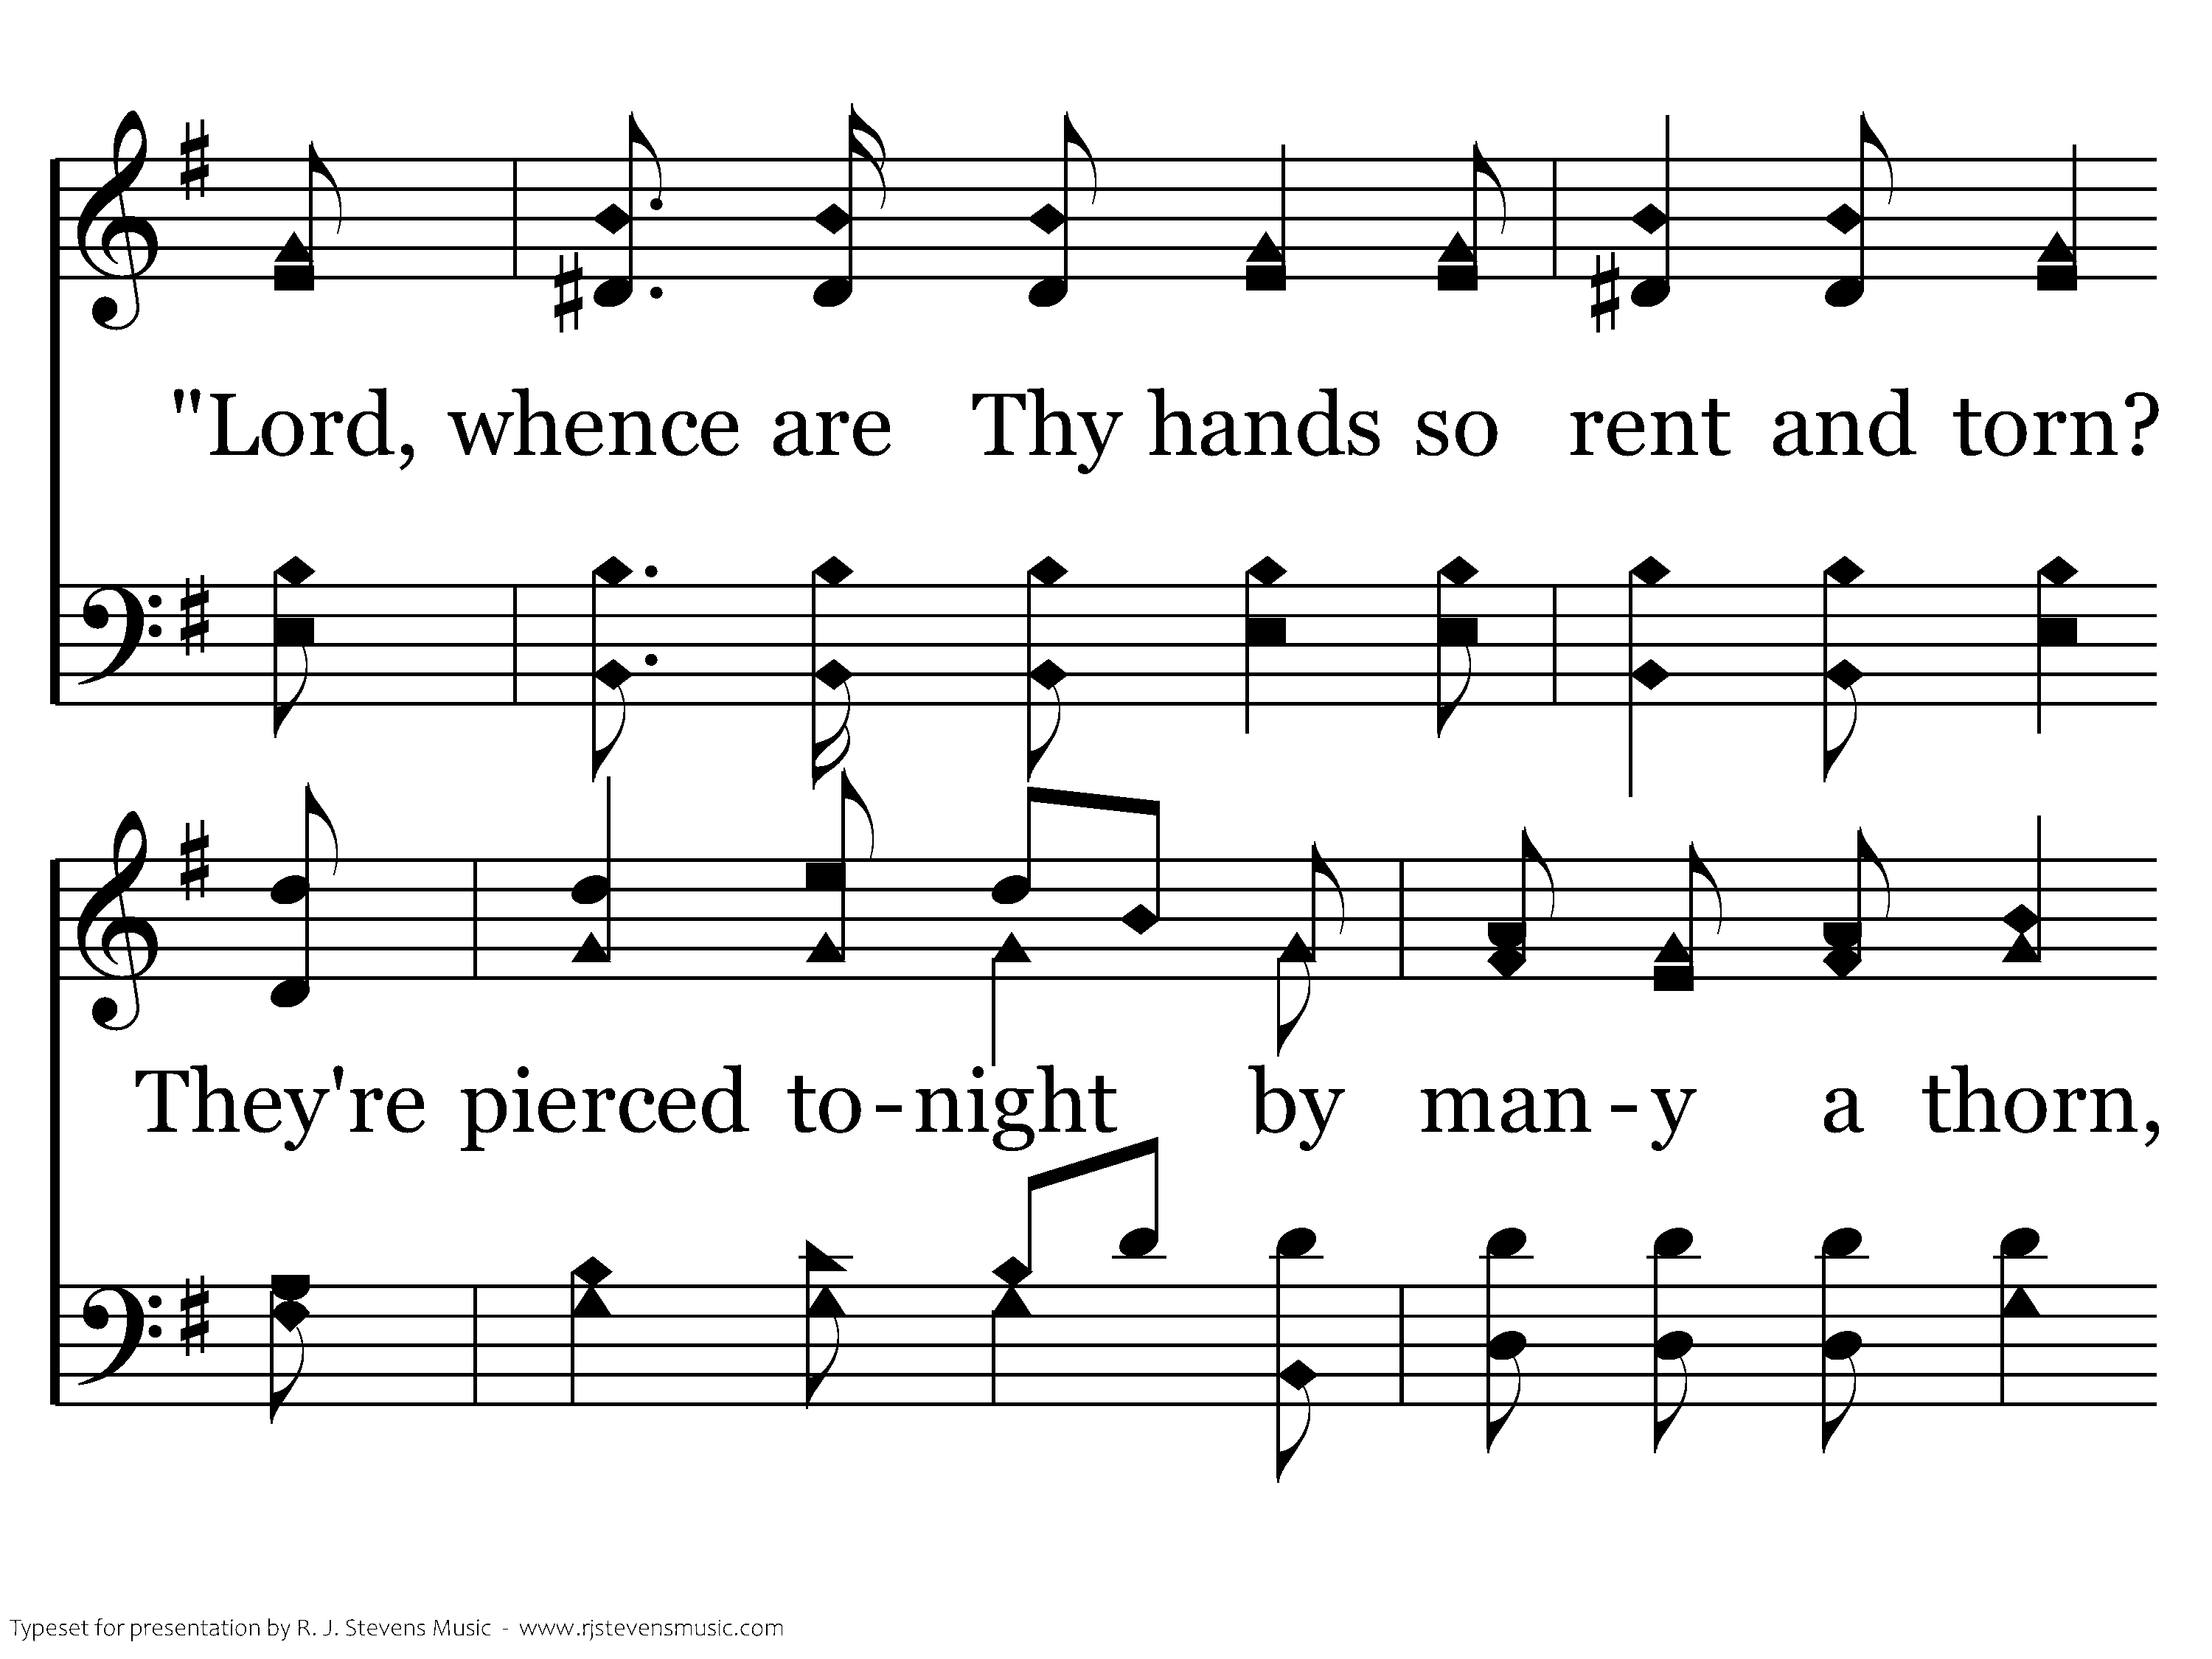 "Lord, whence are Thy hands so rent and torn?
They're pierced to-night by man-y a thorn,
Typeset for presentation by R. J. Stevens Music - www.rjstevensmusic.com